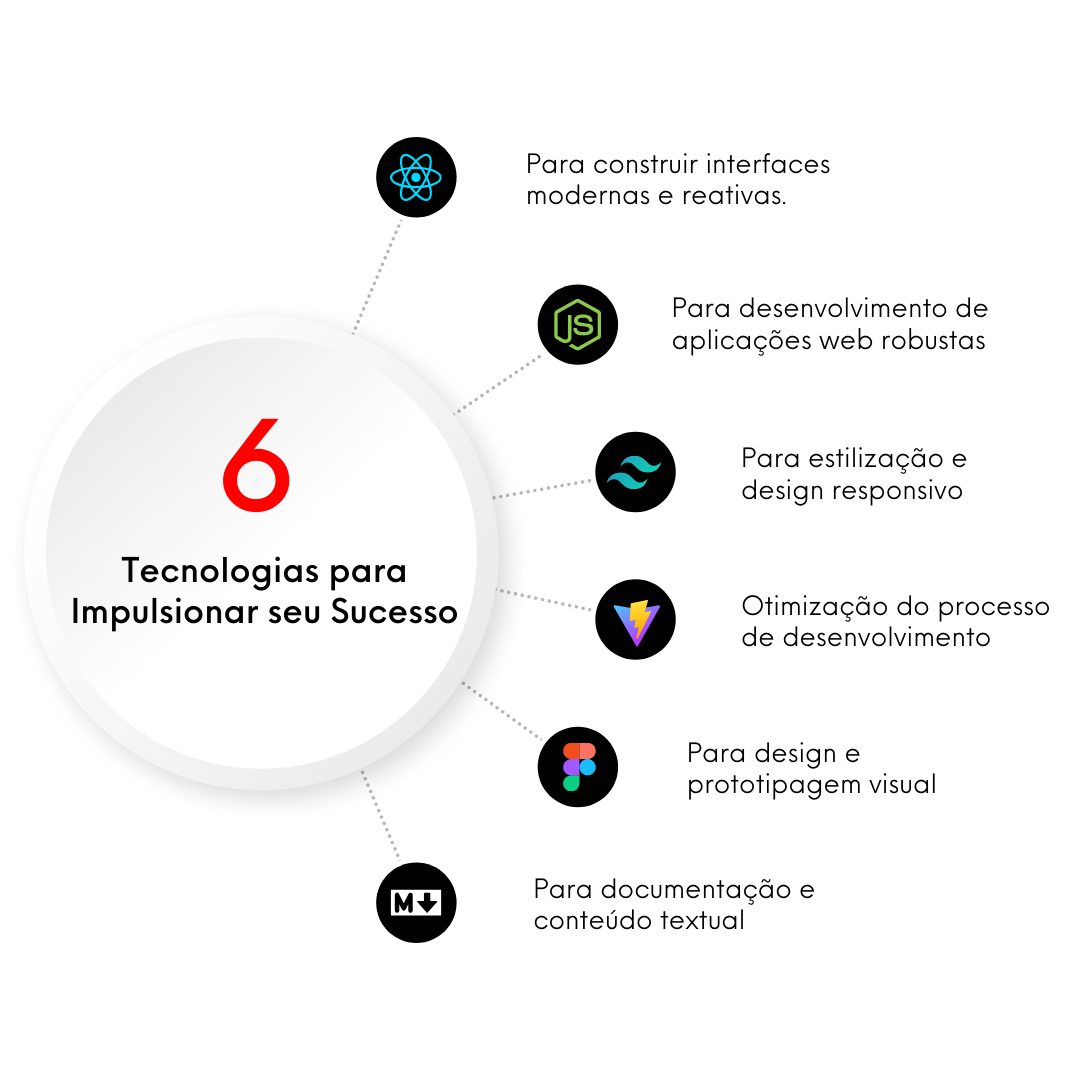 6
Tecnologias para
Impulsionar seu Sucesso
Para construir interfaces
modernas e reativas.
JS
Para desenvolvimento de
aplicações web robustas
Para estilização e
design responsivo
Otimização do processo
de desenvolvimento
Para design e
prototipagem visual
M
Para documentação e
conteúdo textual